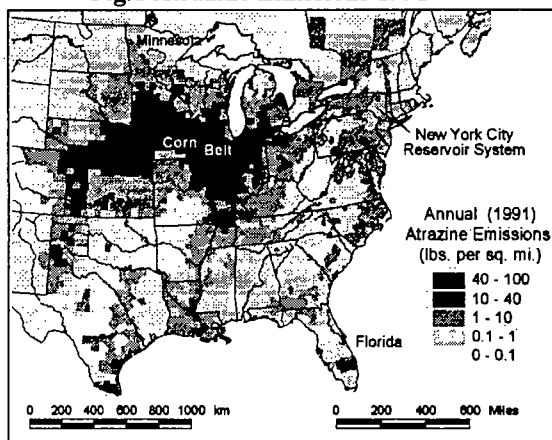 Minnesota
Corn Belt
New York City
Reservoir System
Annual (1991)
Atrazine Emissions
(lbs. per sq. mi.)
40 - 100
10 - 40
1 - 10
0.1 - 1
0 - 0.1
Florida
0 200 400 600 800 1000 km
0 200 400 600 Miles